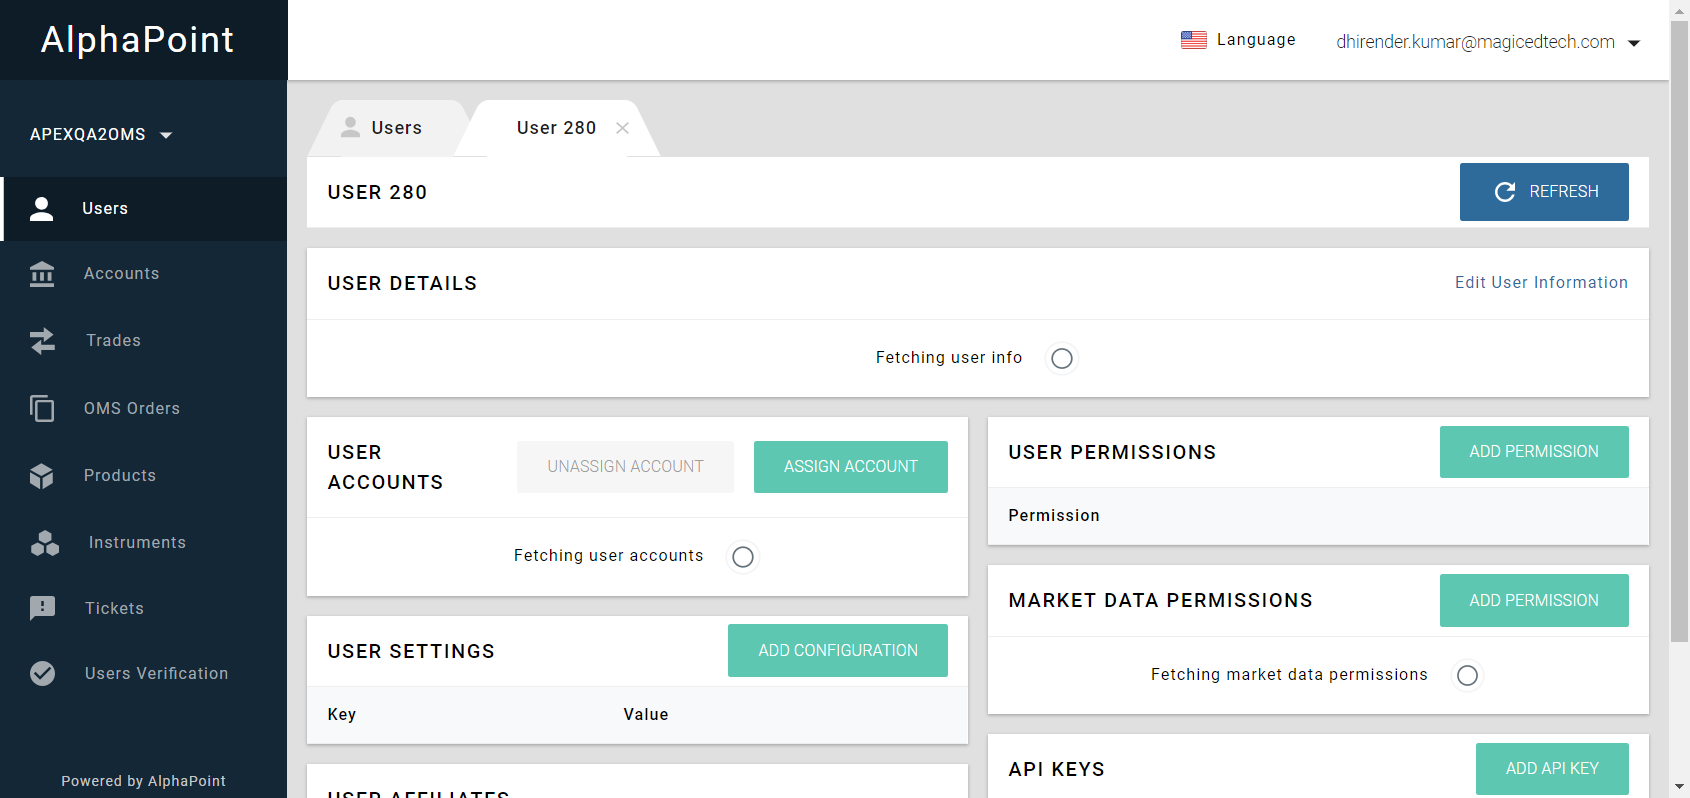 AlphaPoint
Language
dhirender.kumar@magicedtech.com
APEXQA2OMS
Users
Accounts
Trades
OMS Orders
Products
Instruments
Tickets
Users Verification
Powered by AlphaPoint
Users
User 280
USER 280
REFRESH
USER DETAILS
Edit User Information
Fetching user info
USER
ACCOUNTS
UNASSIGN ACCOUNT
ASSIGN ACCOUNT
Fetching user accounts
USER SETTINGS
ADD CONFIGURATION
Key
Value
USER AFFILIATES
USER PERMISSIONS
ADD PERMISSION
Permission
MARKET DATA PERMISSIONS
ADD PERMISSION
Fetching market data permissions
API KEYS
ADD API KEY